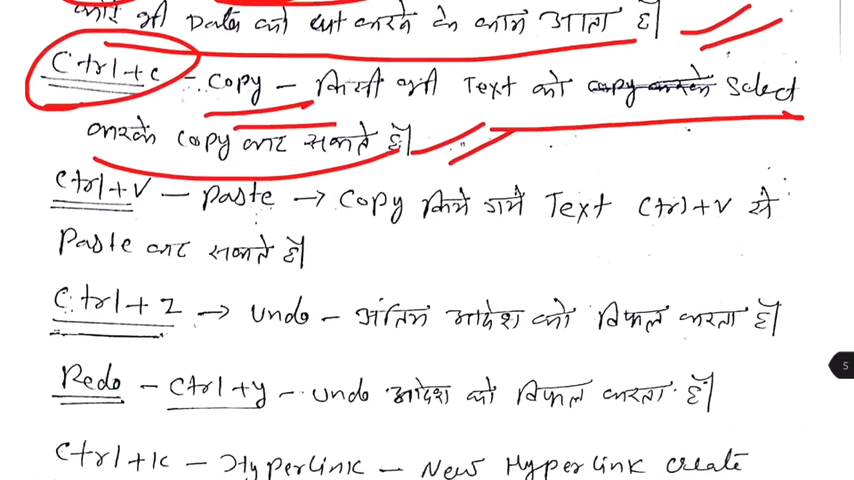 कोई भी Data को cut करने के काम आता है।
Ctrl+c - Copy - किसी भी Text को copy करके Select
करके copy कर सकते हैं।
Ctrl+V - Paste → Copy किये गये Text Ctrl+V से
Paste कर सकते हैं।
Ctrl+Z → Undo - अंतिम आदेश को विफल करता है।
Redo - Ctrl+y - undo आदेश को विफल करता है।
Ctrl+K - Hyperlink - New Hyperlink create
5